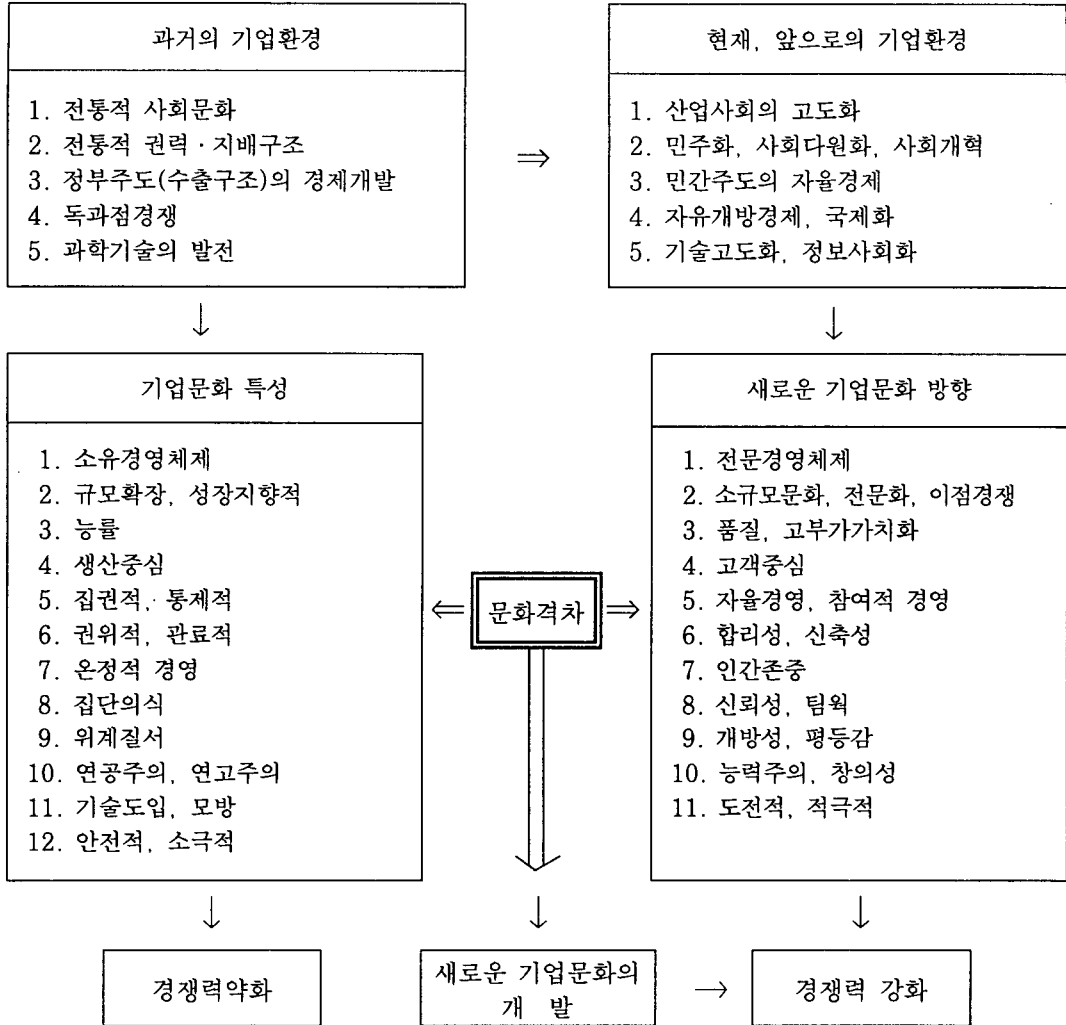 과거의 기업환경
1. 전통적 사회문화
2. 전통적 권력·지배구조
3. 정부주도(수출구조)의 경제개발
4. 독과점경쟁
5. 과학기술의 발전
⇒
현재, 앞으로의 기업환경
1. 산업사회의 고도화
2. 민주화, 사회다원화, 사회개혁
3. 민간주도의 자율경제
4. 자유개방경제, 국제화
5. 기술고도화, 정보사회화
↓
↓
기업문화 특성
1. 소유경영체제
2. 규모확장, 성장지향적
3. 능률
4. 생산중심
5. 집권적, 통제적
6. 권위적, 관료적
7. 온정적 경영
8. 집단의식
9. 위계질서
10. 연공주의, 연고주의
11. 기술도입, 모방
12. 안전적, 소극적
⇐ 문화격차 ⇒
새로운 기업문화 방향
1. 전문경영체제
2. 소규모문화, 전문화, 이점경쟁
3. 품질, 고부가가치화
4. 고객중심
5. 자율경영, 참여적 경영
6. 합리성, 신축성
7. 인간존중
8. 신뢰성, 팀웍
9. 개방성, 평등감
10. 능력주의, 창의성
11. 도전적, 적극적
↓
↓
↓
경쟁력약화
새로운 기업문화의
개 발
→
경쟁력 강화